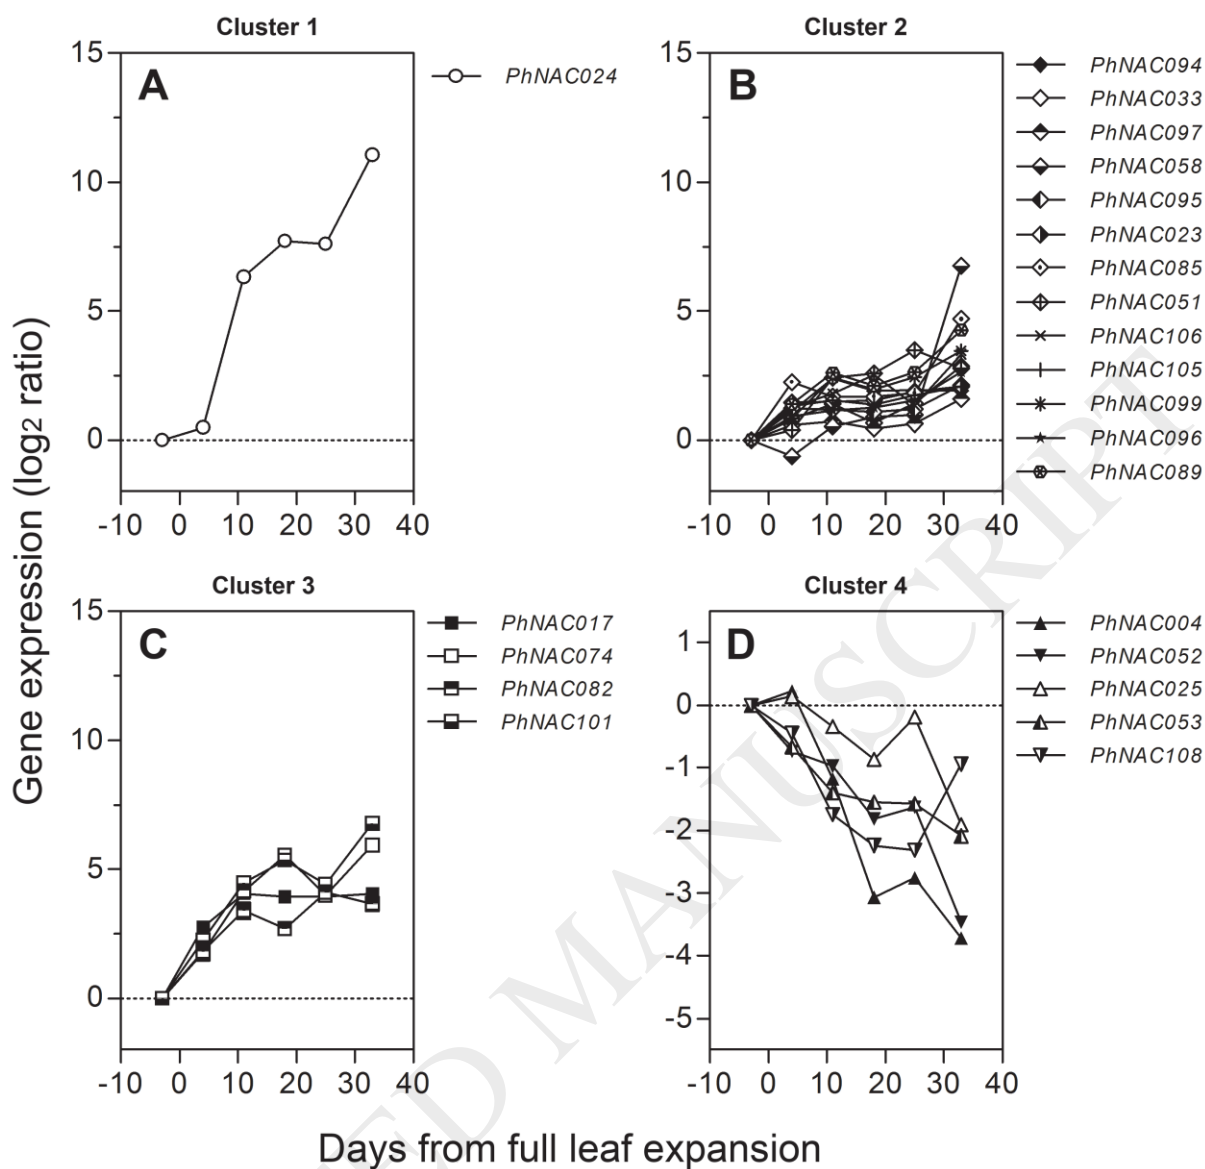 Cluster 1
15
10
5
0
-10 0 10 20 30 40
A
PhNAC024
Cluster 2
15
10
5
0
-10 0 10 20 30 40
B
PhNAC094
PhNAC033
PhNAC097
PhNAC058
PhNAC095
PhNAC023
PhNAC085
PhNAC051
PhNAC106
PhNAC105
PhNAC099
PhNAC096
PhNAC089
Gene expression (log2 ratio)
Cluster 3
15
10
5
0
-10 0 10 20 30 40
C
PhNAC017
PhNAC074
PhNAC082
PhNAC101
Cluster 4
1
0
-1
-2
-3
-4
-5
-10 0 10 20 30 40
D
PhNAC004
PhNAC052
PhNAC025
PhNAC053
PhNAC108
Days from full leaf expansion
ED MANUSCRIPT